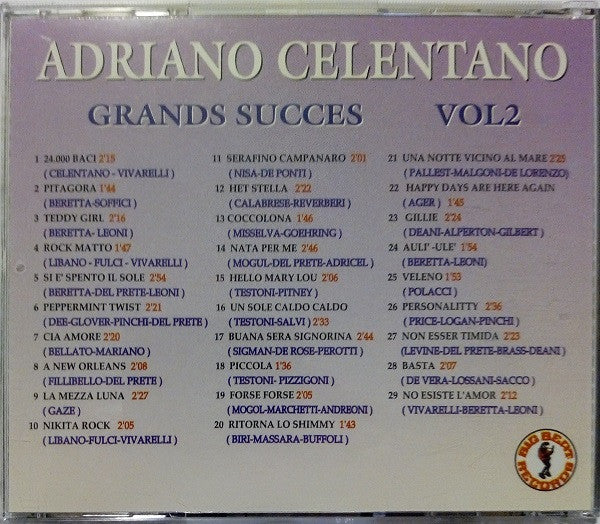 ADRIANO CELENTANO
GRANDS SUCCES VOL2
1 24.000 BACI 2'15
( CELENTANO - VIVARELLI )
2 PITAGORA 1'44
( BERETTA-SOFFICI )
3 TEDDY GIRL 2'16
( BERETTA- LEONI )
4 ROCK MATTO 1'47
( LIBANO - FULCI - VIVARELLI )
5 SI E' SPENTO IL SOLE 2'54
( BERETTA-DEL PRETE-LEONI )
6 PEPPERMINT TWIST 2'21
( DEE-GLOVER-PINCHI-DEL PRETE )
7 CIA AMORE 2'20
( BELLATO-MARIANO )
8 A NEW ORLEANS 2'08
( FILLIBELLO-DEL PRETE )
9 LA MEZZA LUNA 2'27
( GAZE )
10 NIKITA ROCK 2'05
( LIBANO-FULCI-VIVARELLI )
11 SERAFINO CAMPANARO 2'01
( NISA-DE PONTI )
12 HET STELLA 2'22
( CALABRESE-REVERBERI )
13 COCCOLONA 1'46
( MISSELVA-GOEHRING )
14 NATA PER ME 2'46
( MOGUL-DEL PRETE-ADRICEL )
15 HELLO MARY LOU 2'06
( TESTONI-PITNEY )
16 UN SOLE CALDO CALDO
( TESTONI-SALVI ) 2'33
17 BUANA SERA SIGNORINA 2'44
( SIGMAN-DE ROSE-PEROTTI )
18 PICCOLA 1'36
( TESTONI- PIZZIGONI )
19 FORSE FORSE 2'05
( MOGOL-MARCHETTI-ANDREONI )
20 RITORNA LO SHIMMY 1'43
( BIRI-MASSARA-BUFFOLI )
21 UNA NOTTE VICINO AL MARE 2'25
( PALLEST-MALGONI-DE LORENZO )
22 HAPPY DAYS ARE HERE AGAIN
( AGER ) 1'45
23 GILLIE 2'24
( DEANI-ALPERTON-GILBERT )
24 AULI'-ULE' 1'54
( BERETTA-LEONI)
25 VELENO 1'53
( POLACCI )
26 PERSONALITTY 2'36
( PRICE-LOGAN-PINCHI )
27 NON ESSER TIMIDA 2'23
(LEVINE-DEL PRETE-BRASS-DEANI )
28 BASTA 2'07
( DE VERA-LOSSANI-SACCO )
29 NO ESISTE L'AMOR 2'12
( VIVARELLI-BERETTA-LEONI )
BIG BEAT
RECORDS